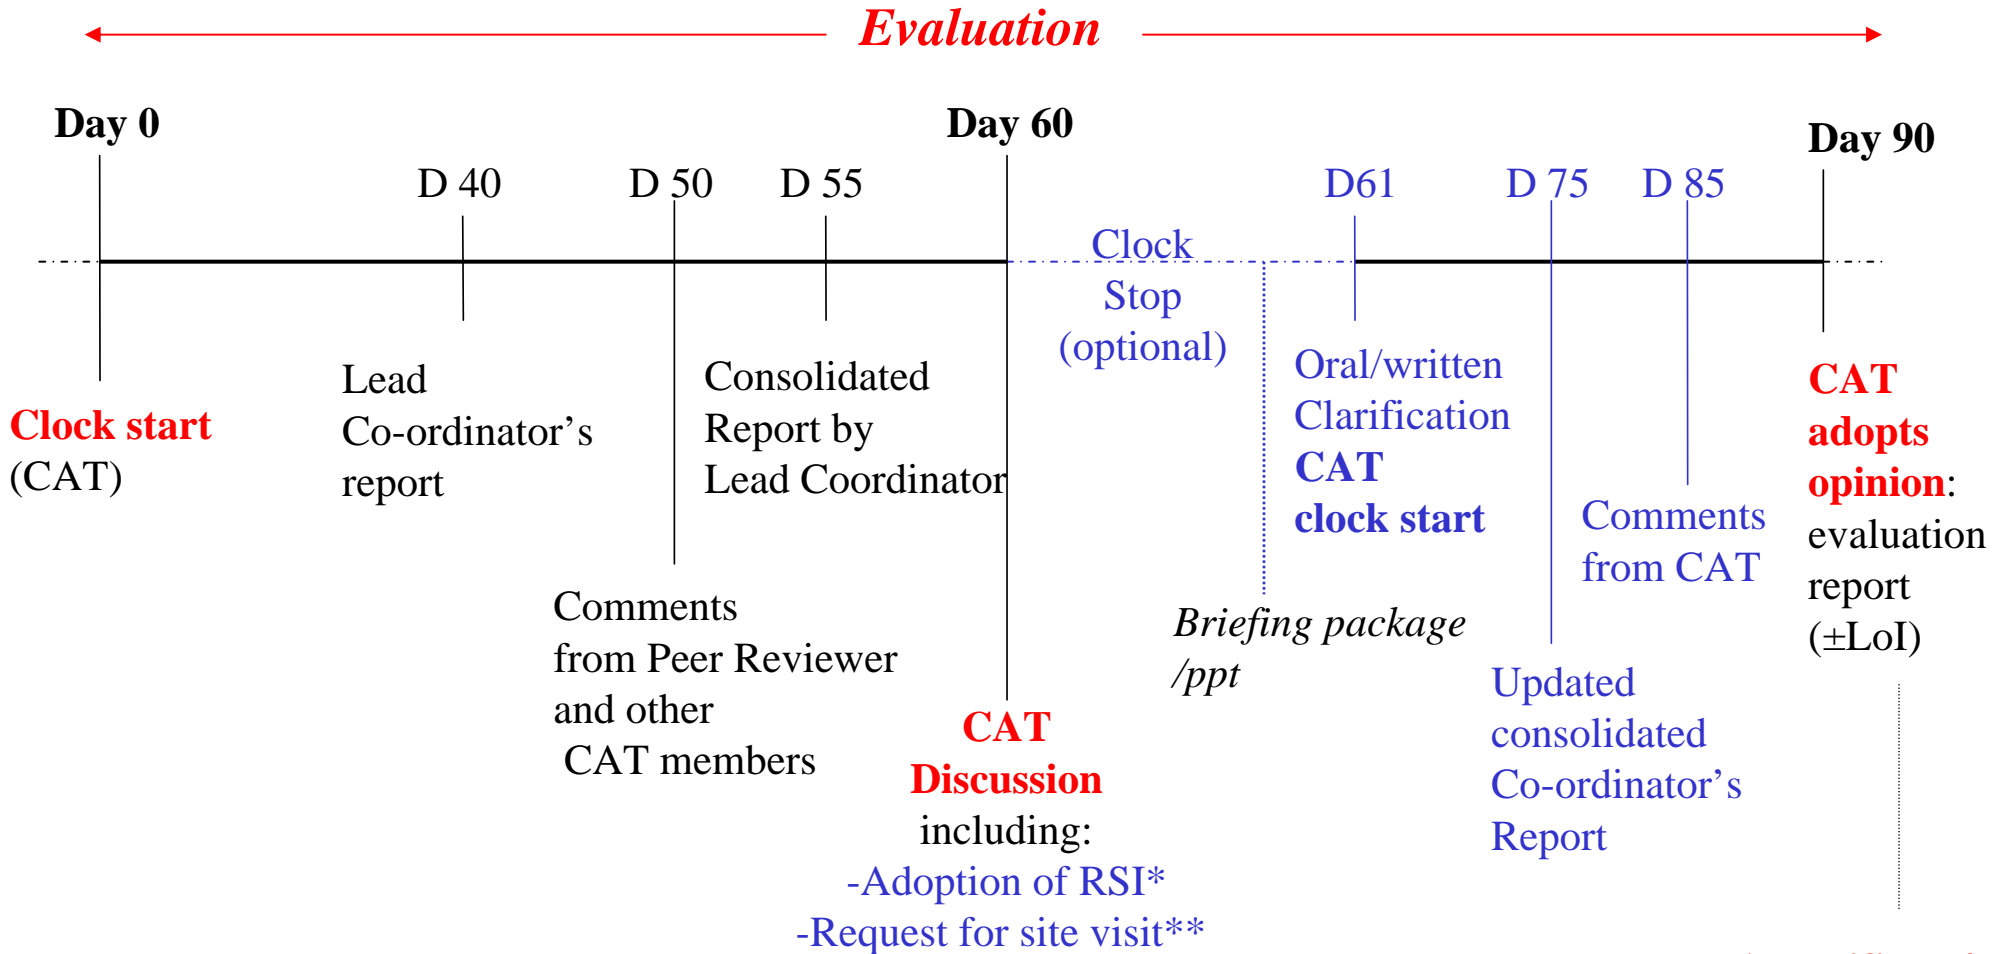 Evaluation
Day 0
Day 60
Day 90
D 40
D 50
D 55
D61
D 75
D 85
Clock
Stop
(optional)
Clock start
(CAT)
Lead
Co-ordinator’s
report
Comments
from Peer Reviewer
and other
CAT members
Consolidated
Report by
Lead Coordinator
CAT
Discussion
including:
-Adoption of RSI*
-Request for site visit**
Briefing package
/ppt
Oral/written
Clarification
CAT
clock start
Updated
consolidated
Co-ordinator’s
Report
Comments
from CAT
CAT
adopts
opinion:
evaluation
report
(±LoI)